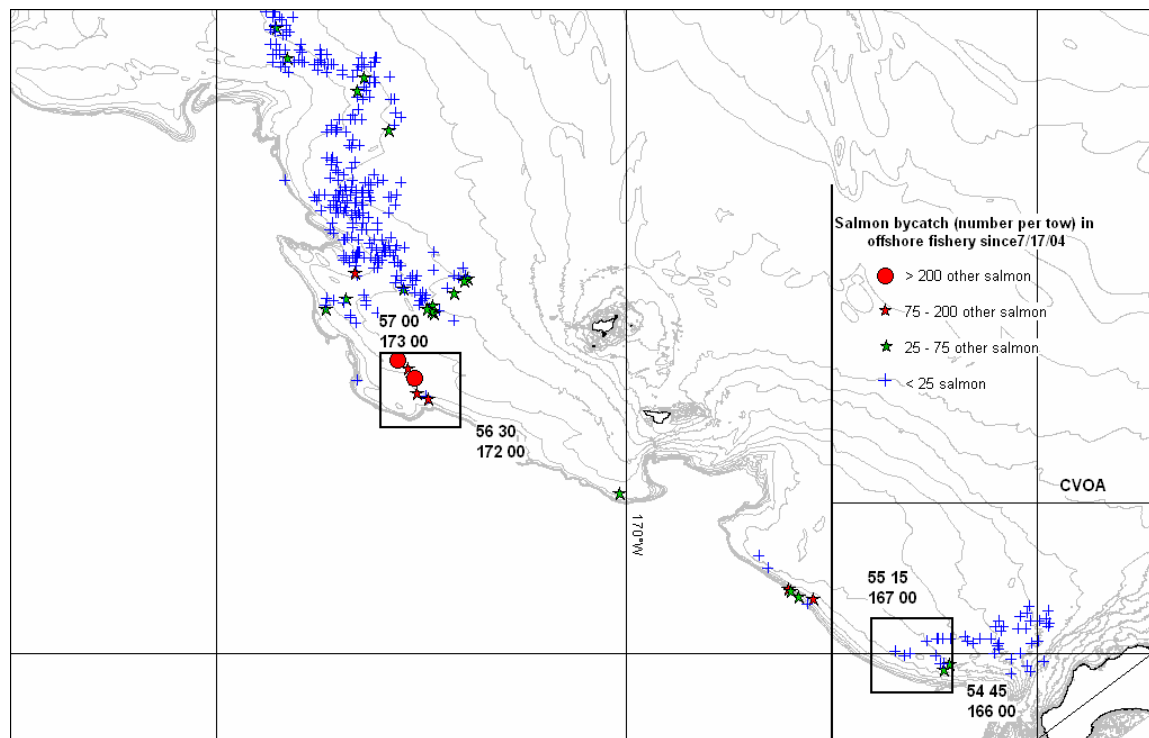 Salmon bycatch (number per tow) in
offshore fishery since7/17/04
> 200 other salmon
75 - 200 other salmon
25 - 75 other salmon
< 25 salmon
57 00
173 00
56 30
172 00
170°W
CVOA
55 15
167 00
54 45
166 00